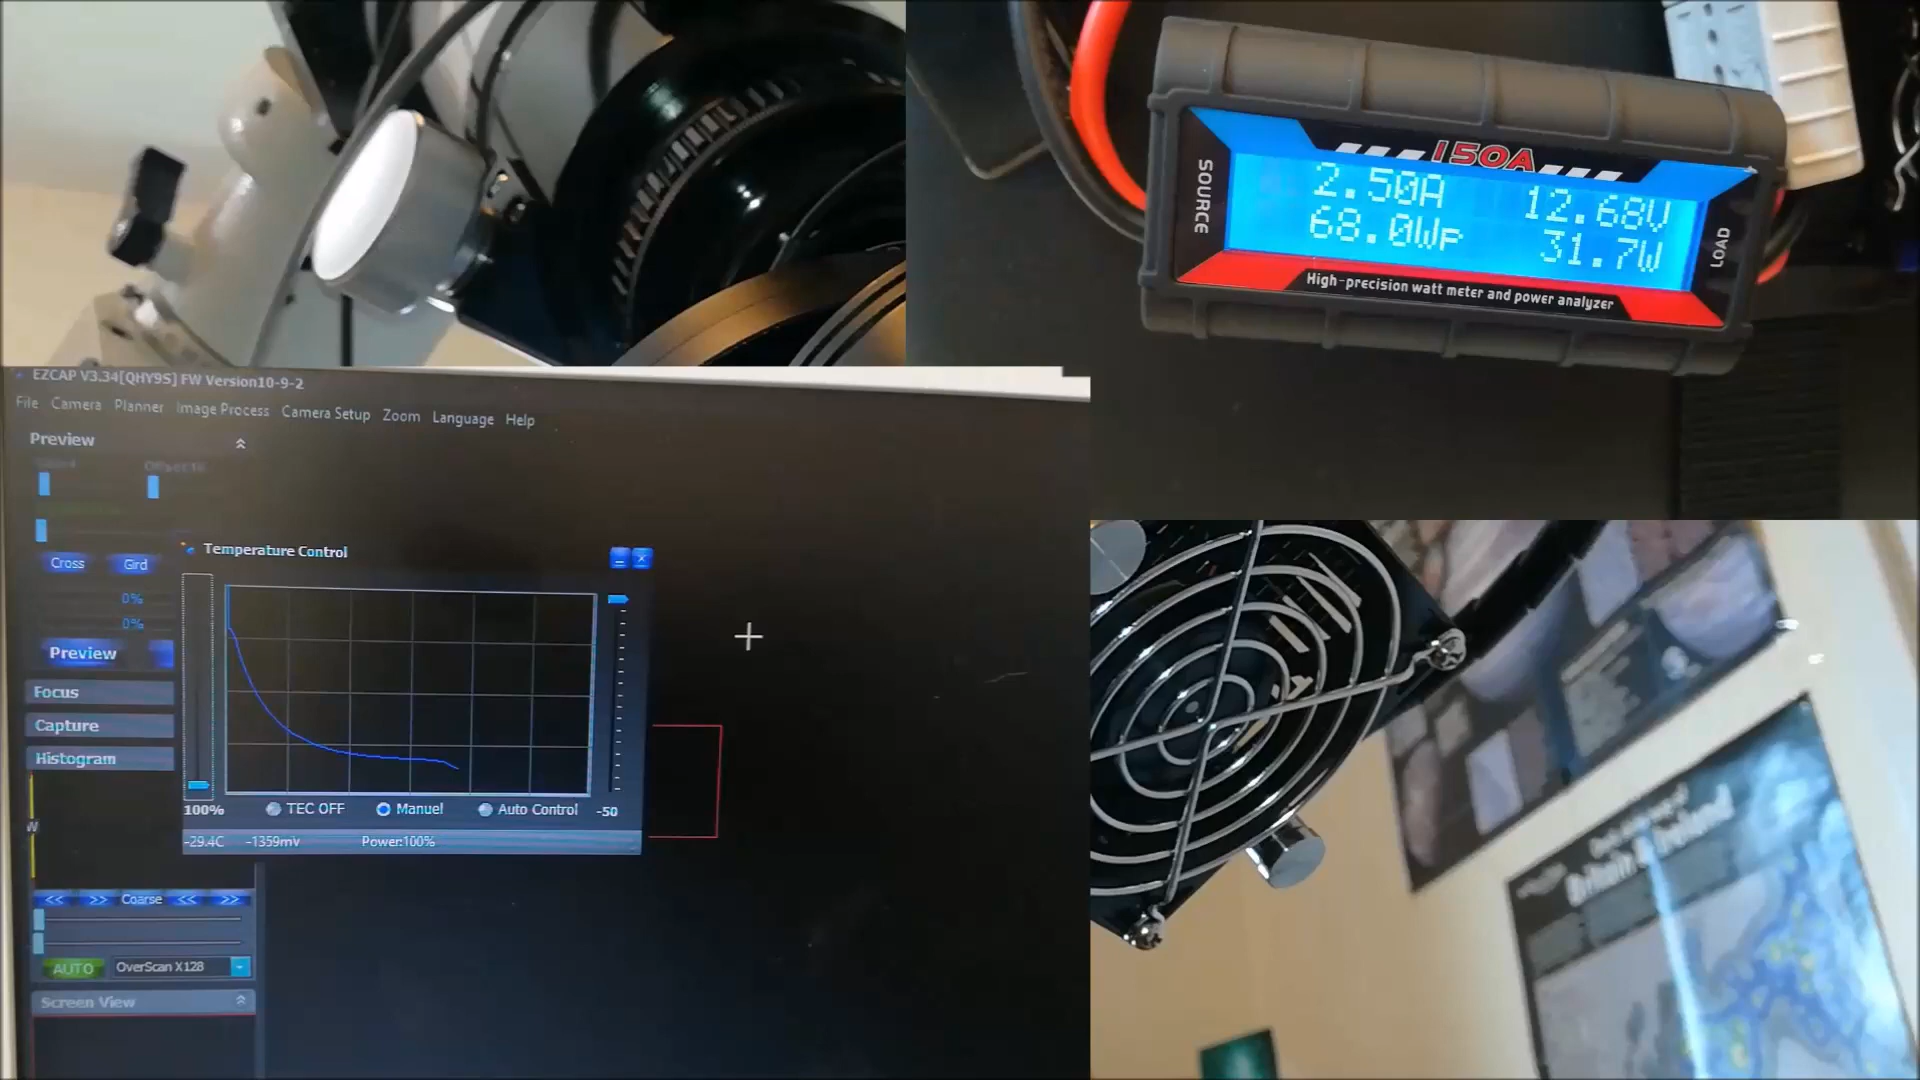 150A
SOURCE
2.50A 12.68V
68.0Wp 31.7W
LOAD
High-precision watt meter and power analyzer
EZCAP V3.34[QHY9S] FW Version10-9-2
File Camera Planner Image Process Camera Setup Zoom Language Help
Preview
Cross Gird
0%
0%
Preview
Focus
Capture
Histogram
W
<< >> Coarse << >>
AUTO OverScan X128
Screen View
Temperature Control
100% TEC OFF Manuel Auto Control -50
-29.4C -1359mv Power:100%
Britain & Ireland